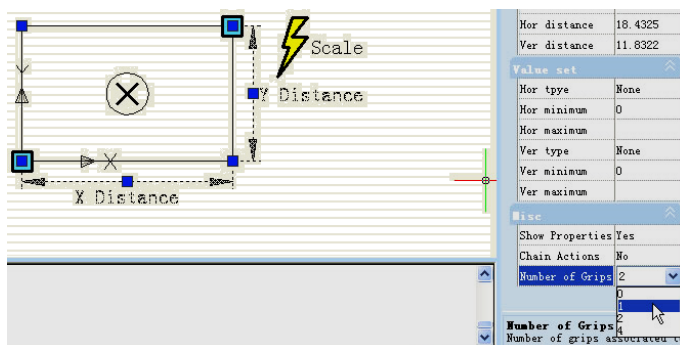 Scale
Y Distance
X
X Distance
Hor distance 18.4325
Ver distance 11.8322
Value set
Hor tpye None
Hor minimum 0
Hor maximum
Ver type None
Ver minimum 0
Ver maximum
Misc
Show Properties Yes
Chain Actions No
Number of Grips 2
0
1
2
4
Number of Grips
Number of grips associated